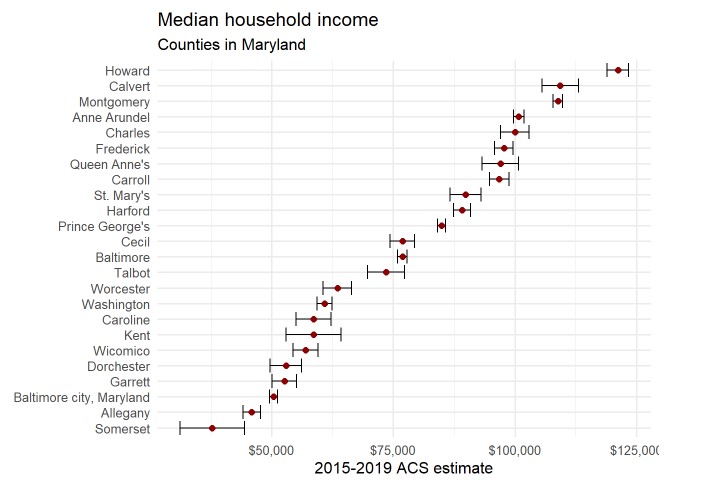 Median household income
Counties in Maryland
Howard
Calvert
Montgomery
Anne Arundel
Charles
Frederick
Queen Anne's
Carroll
St. Mary's
Harford
Prince George's
Cecil
Baltimore
Talbot
Worcester
Washington
Caroline
Kent
Wicomico
Dorchester
Garrett
Baltimore city, Maryland
Allegany
Somerset
$50,000 $75,000 $100,000 $125,00
2015-2019 ACS estimate